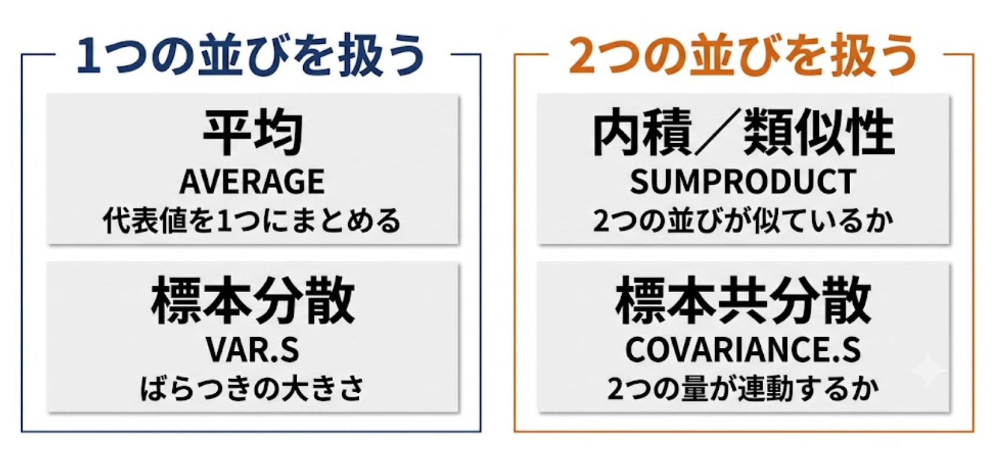 1つの並びを扱う
平均
AVERAGE
代表値を1つにまとめる
標本分散
VAR.S
ばらつきの大きさ
2つの並びを扱う
内積／類似性
SUMPRODUCT
2つの並びが似ているか
標本共分散
COVARIANCE.S
2つの量が連動するか